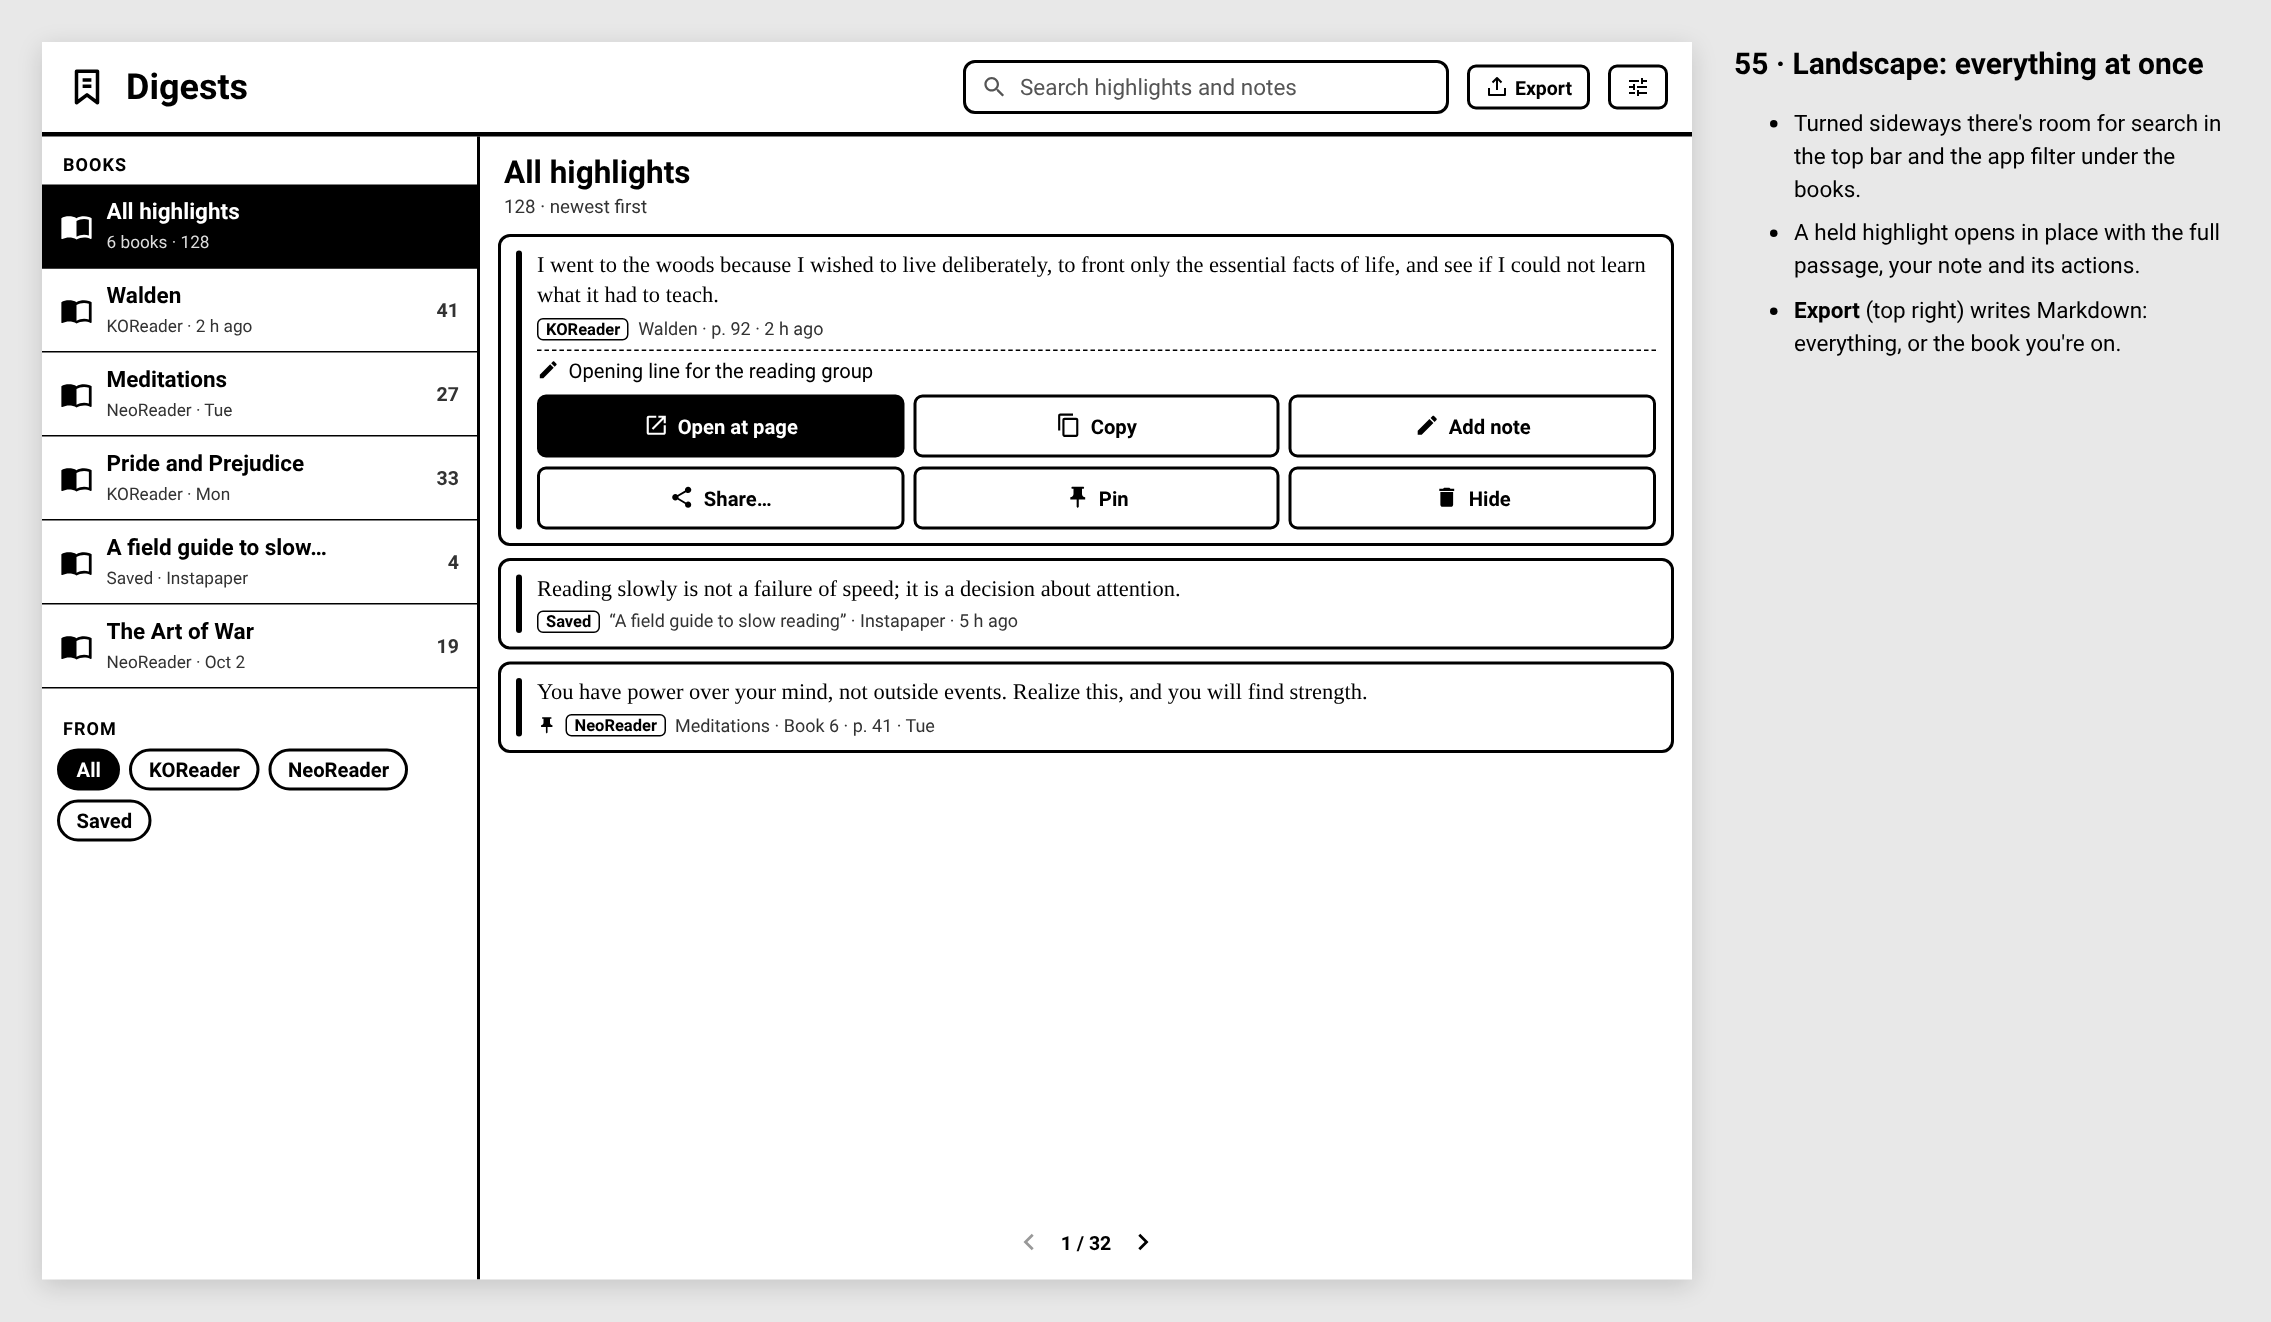 Digests
Search highlights and notes
Export
BOOKS
All highlights
6 books · 128
Walden
KOReader · 2 h ago
41
Meditations
NeoReader · Tue
27
Pride and Prejudice
KOReader · Mon
33
A field guide to slow…
Saved · Instapaper
4
The Art of War
NeoReader · Oct 2
19
FROM
All
KOReader
NeoReader
Saved
All highlights
128 · newest first
I went to the woods because I wished to live deliberately, to front only the essential facts of life, and see if I could not learn
what it had to teach.
KOReader Walden · p. 92 · 2 h ago
Opening line for the reading group
Open at page
Copy
Add note
Share…
Pin
Hide
Reading slowly is not a failure of speed; it is a decision about attention.
Saved “A field guide to slow reading” · Instapaper · 5 h ago
You have power over your mind, not outside events. Realize this, and you will find strength.
NeoReader Meditations · Book 6 · p. 41 · Tue
1 / 32
55 · Landscape: everything at once
• Turned sideways there's room for search in
the top bar and the app filter under the
books.
• A held highlight opens in place with the full
passage, your note and its actions.
• Export (top right) writes Markdown:
everything, or the book you're on.